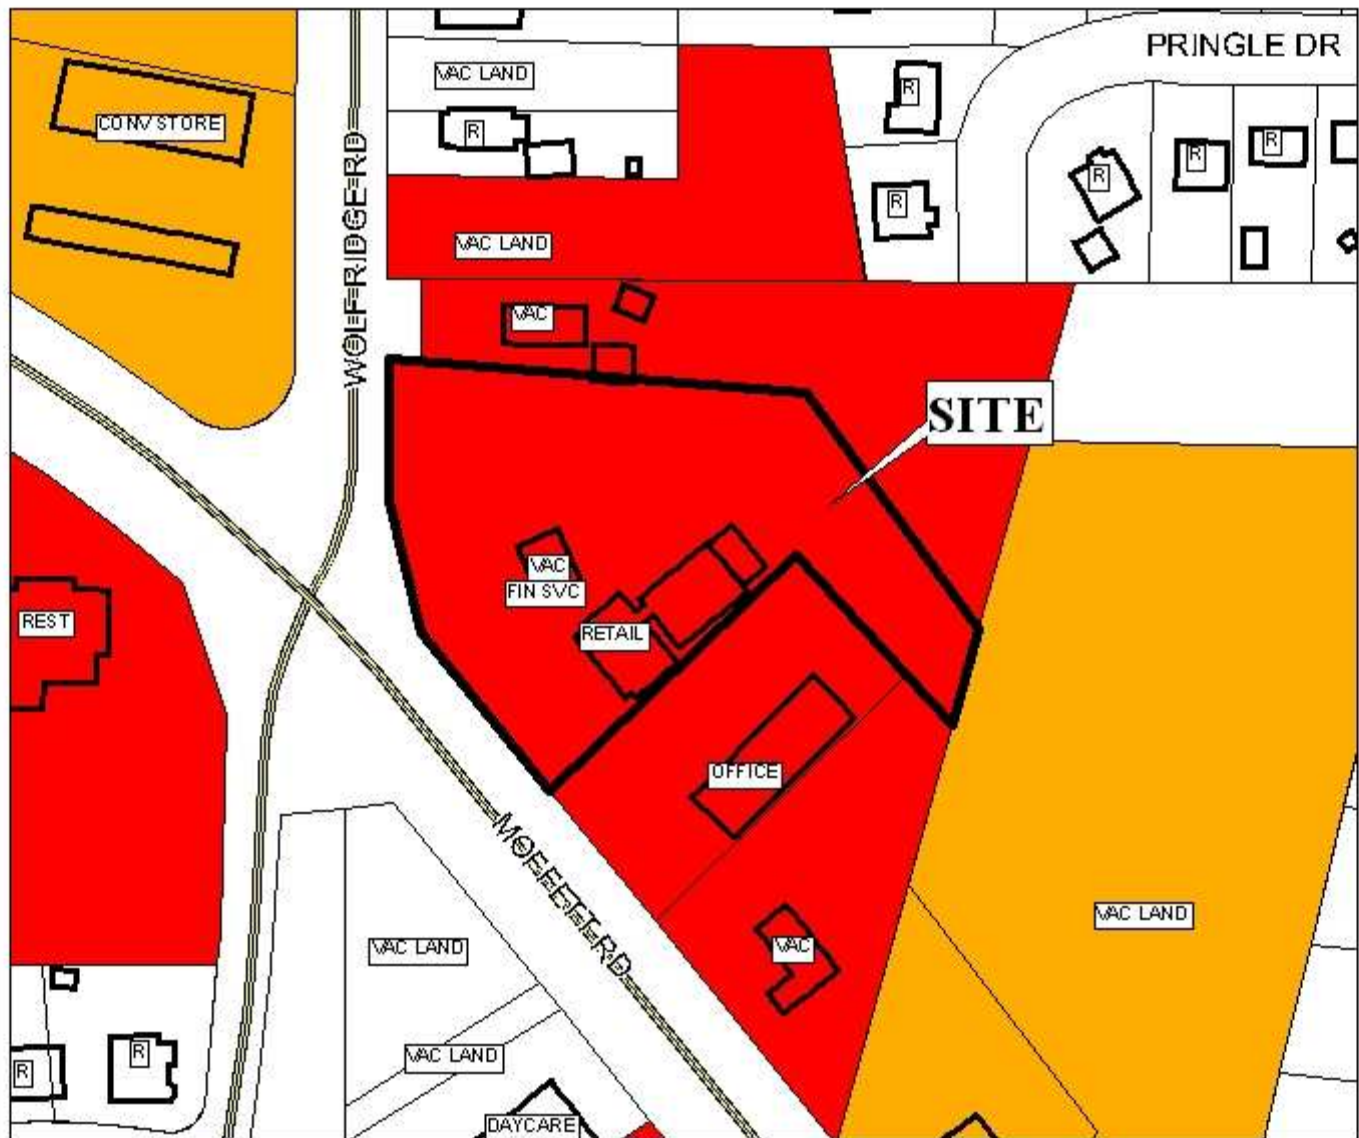 PRINGLE DR
VAC LAND
R
CONV STORE
R
R
R
R
R
R
WOLF RIDGE RD
VAC LAND
VAC
SITE
VAC
FIN SVC
REST
RETAIL
OFFICE
MOFFETT RD
VAC LAND
VAC LAND
VAC
VAC LAND
R
R
DAYCARE